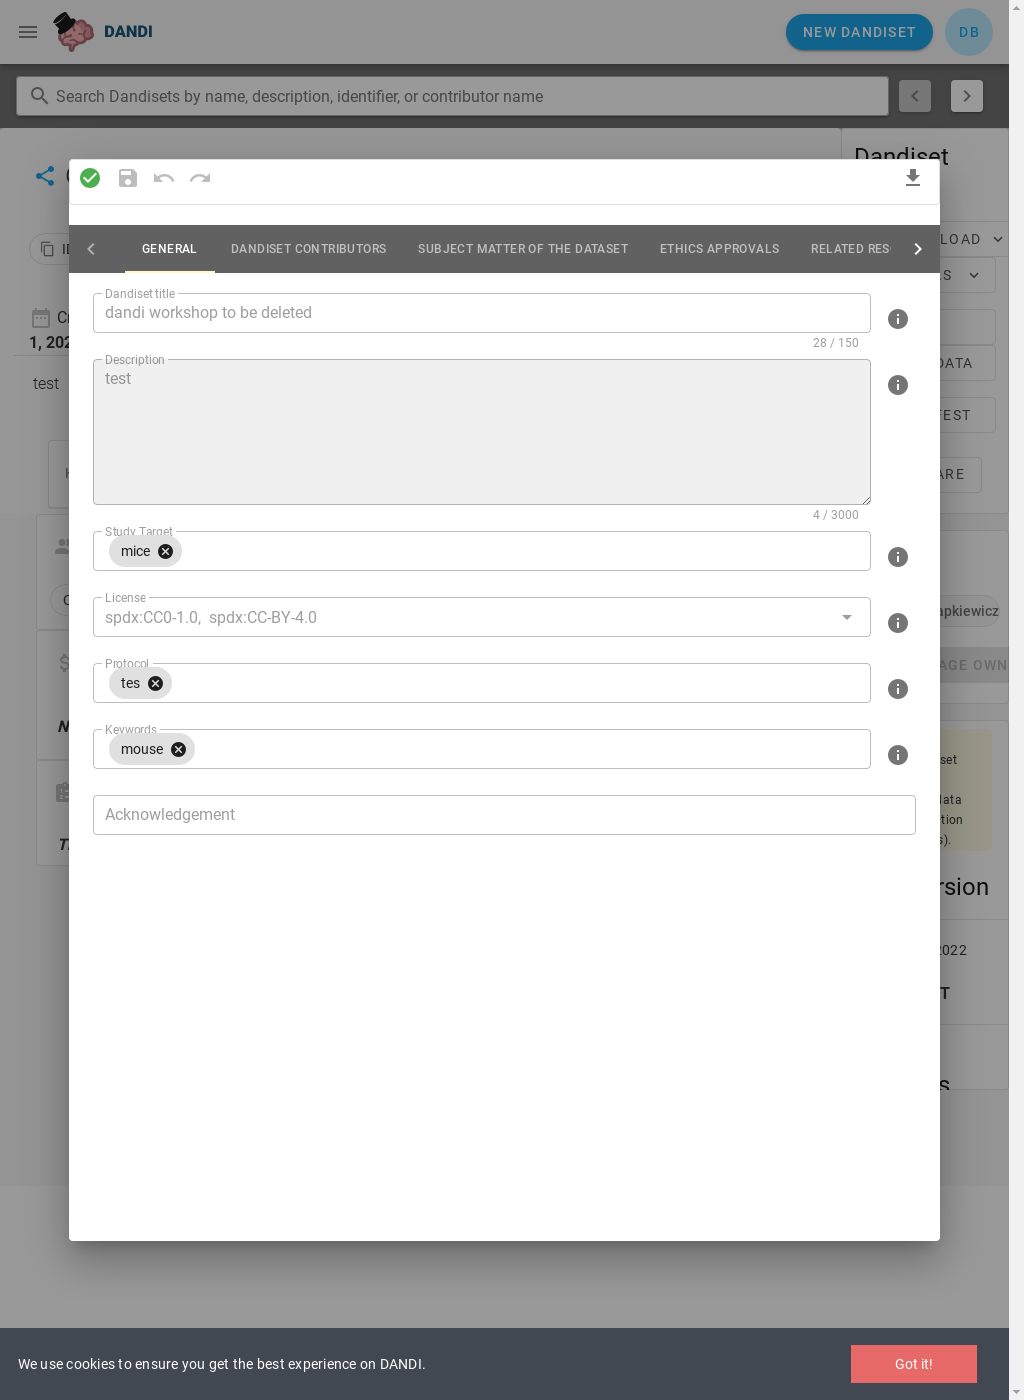 DANDI
NEW DANDISET
DB
Search Dandisets by name, description, identifier, or contributor name
Dandiset
GENERAL
DANDISET CONTRIBUTORS
SUBJECT MATTER OF THE DATASET
ETHICS APPROVALS
RELATED RES
LOAD
S
Dandiset title
dandi workshop to be deleted
28 / 150
1, 202
Description
test
test
DATA
4 / 3000
ARE
Study Target
mice
License
spdx:CC0-1.0, spdx:CC-BY-4.0
apkiewicz
Protocol
tes
AGE OWN
Keywords
mouse
set
data
tion
s).
Acknowledgement
rsion
2022
T
s
We use cookies to ensure you get the best experience on DANDI.
Got it!